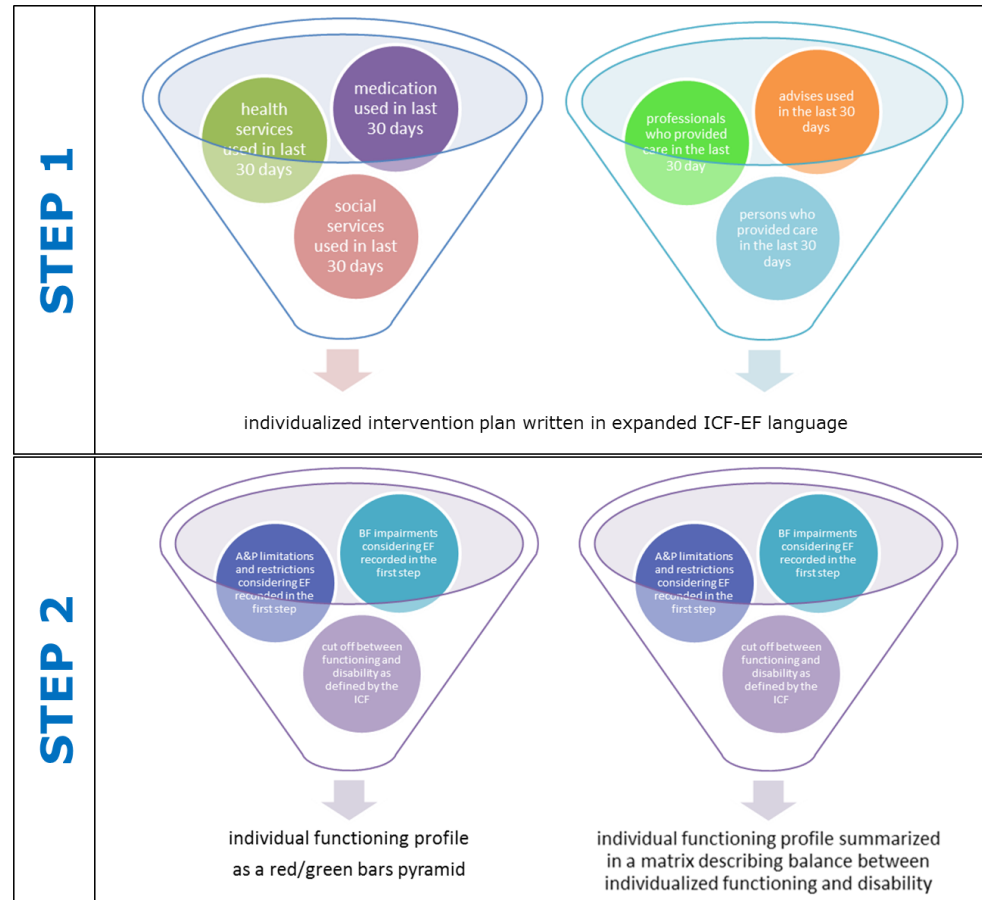 STEP 1
health
services
used in last
30 days
medication
used in last
30 days
social
services
used in last
30 days
professionals
who provided
care in the last
30 day
advises used
in the last 30
days
persons who
provided care
in the last 30
days
individualized intervention plan written in expanded ICF-EF language
STEP 2
A&P limitations
and restrictions
considering EF
reconded in the
first step
BF impairments
considering EF
recorded in the
first step
cut off between
functioning and
disability as
defined by the
ICF
individual functioning profile
as a red/green bars pyramid
A&P limitations
and restrictions
considering EF
reconded in the
first step
BF impairments
considering EF
recorded in the
first step
cut off between
functioning and
disability as
defined by the
ICF
individual functioning profile summarized
in a matrix describing balance between
individualized functioning and disability